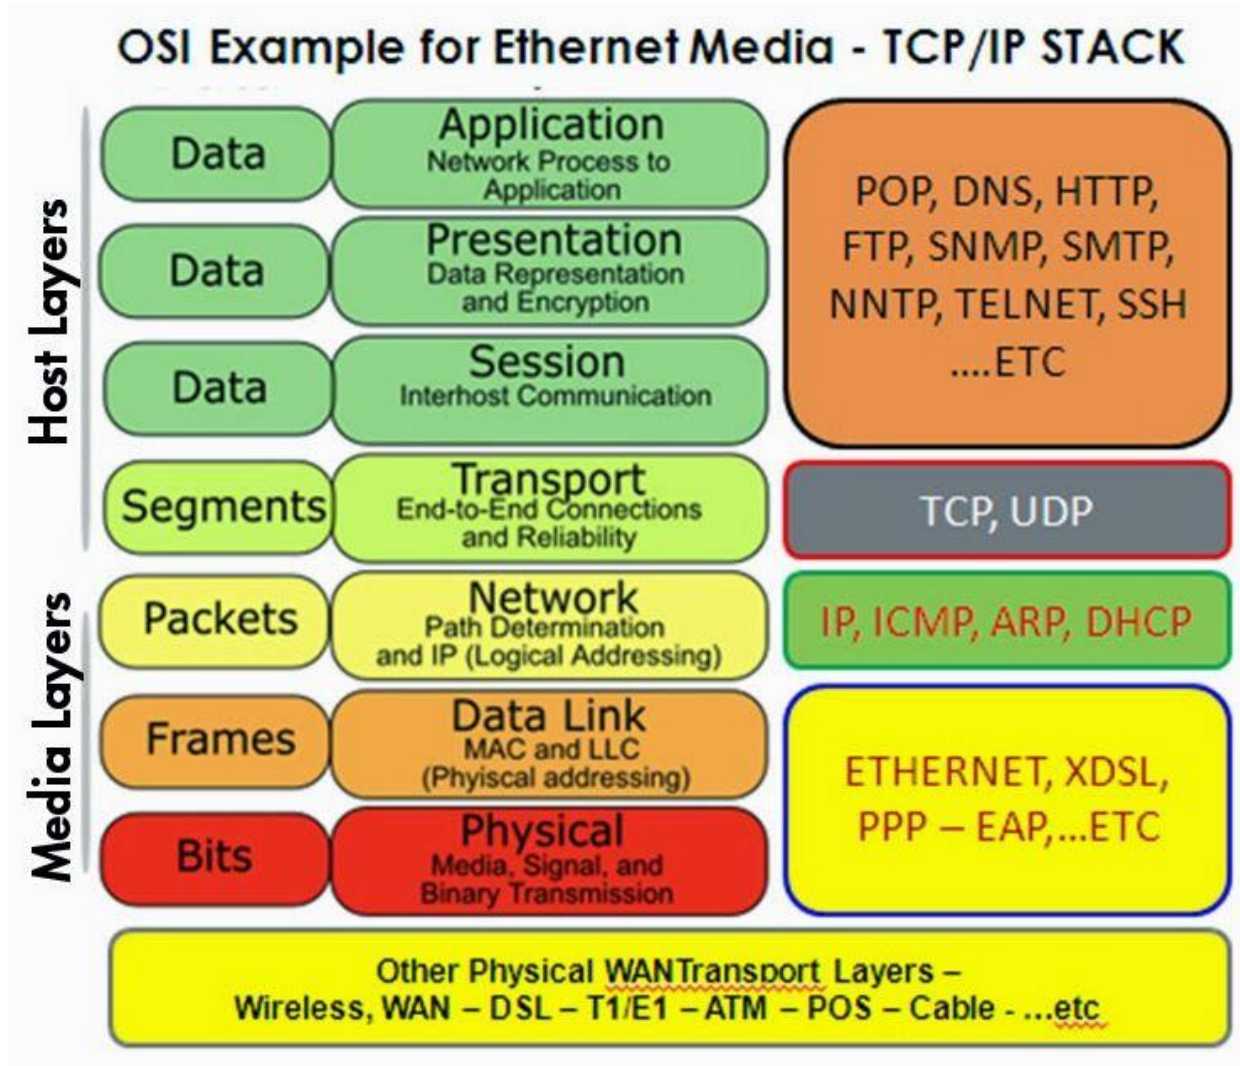 OSI Example for Ethernet Media - TCP/IP STACK
Host Layers
Data
Application
Network Process to
Application
Data
Presentation
Data Representation
and Encryption
Data
Session
Interhost Communication
POP, DNS, HTTP,
FTP, SNMP, SMTP,
NNTP, TELNET, SSH
....ETC
Segments
Transport
End-to-End Connections
and Reliability
TCP, UDP
Media Layers
Packets
Network
Path Determination
and IP (Logical Addressing)
IP, ICMP, ARP, DHCP
Frames
Data Link
MAC and LLC
(Phyiscal addressing)
Bits
Physical
Media, Signal, and
Binary Transmission
ETHERNET, XDSL,
PPP – EAP,...ETC
Other Physical WANTransport Layers –
Wireless, WAN – DSL – T1/E1 – ATM – POS – Cable - ...etc